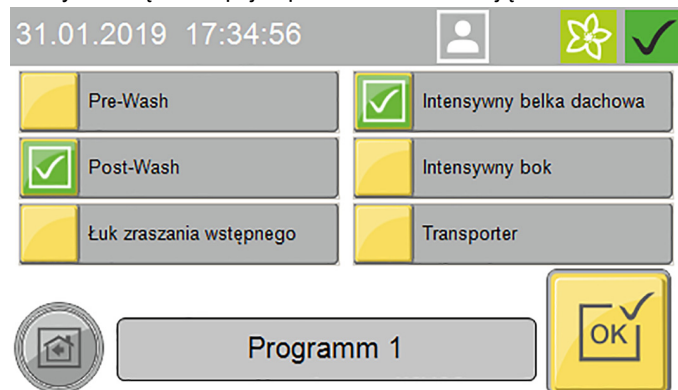 31.01.2019 17:34:56
Pre-Wash
Intensywny belka dachowa
Post-Wash
Intensywny bok
Łuk zraszania wstępnego
Transporter
Programm 1
OK